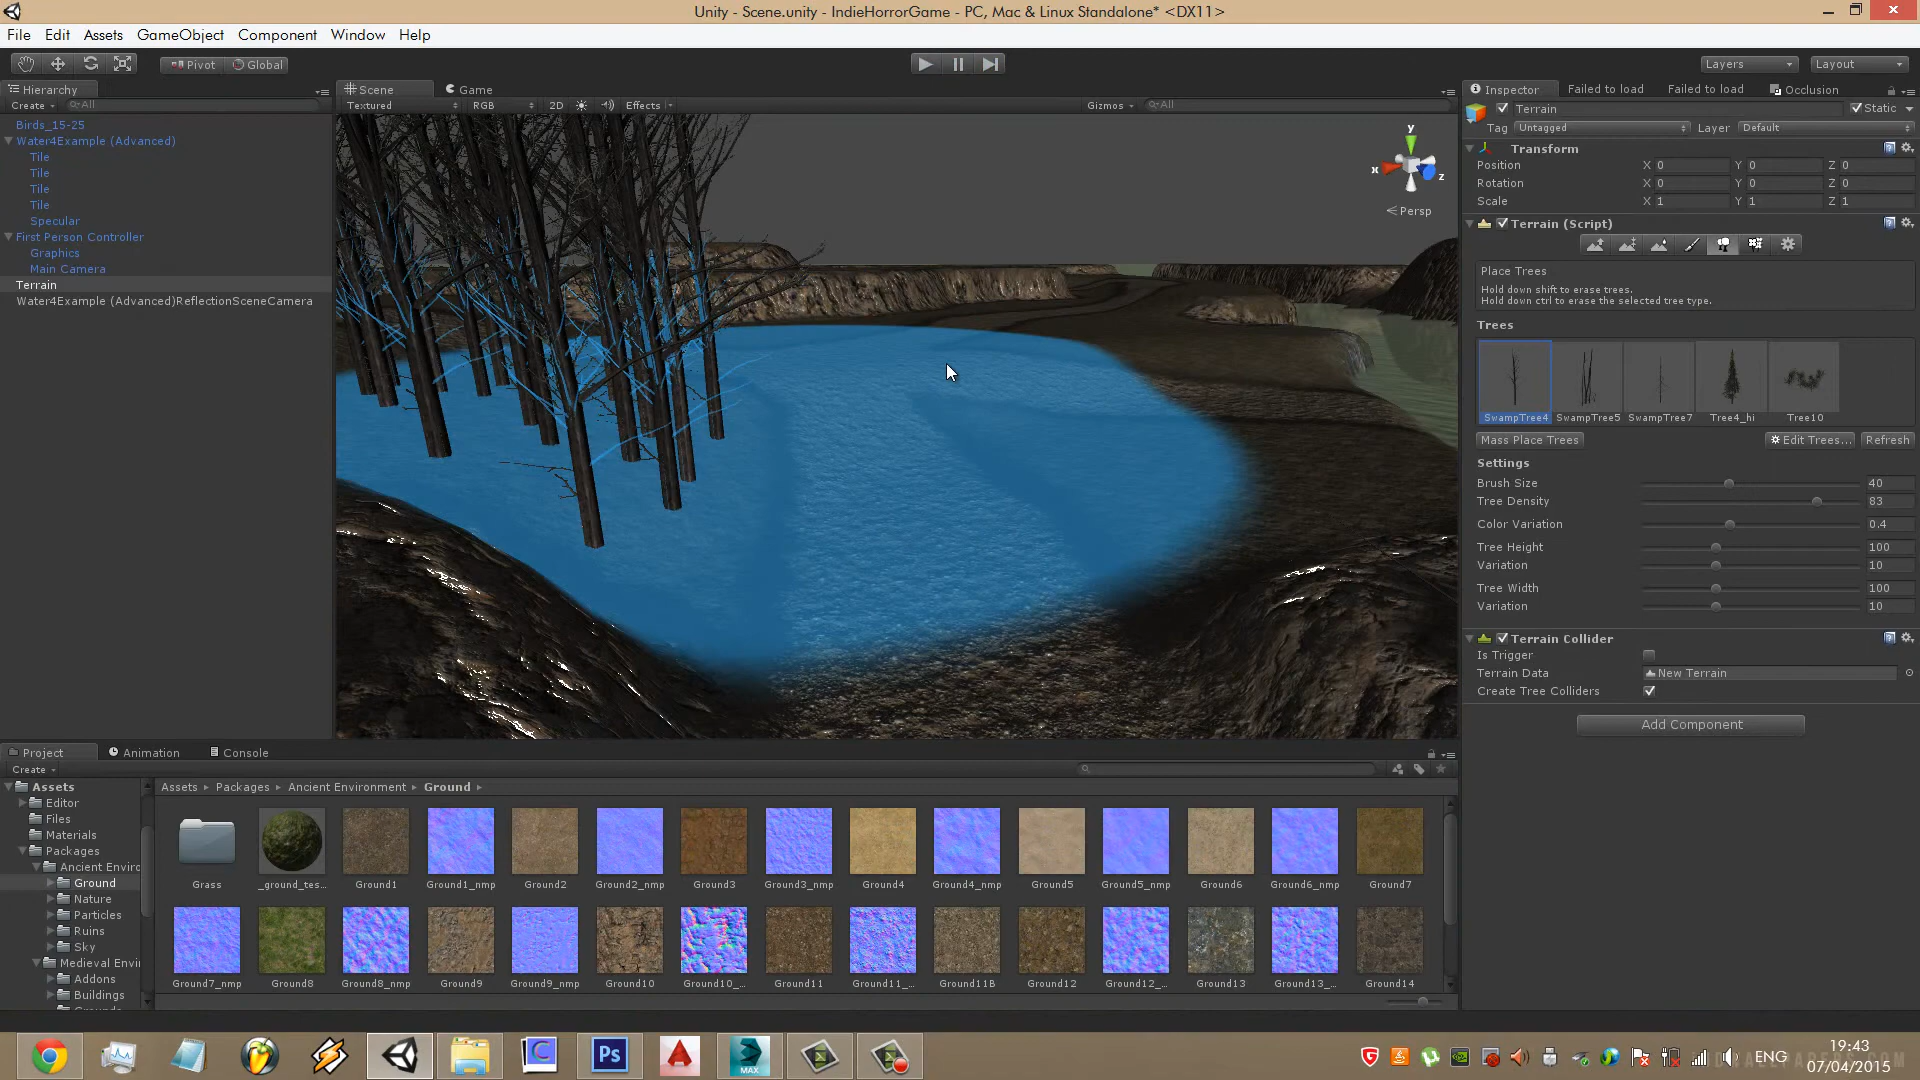 Unity - Scene.unity - IndieHorrorGame - PC, Mac & Linux Standalone* <DX11>
File Edit Assets GameObject Component Window Help
Pivot Global Layers Layout
Hierarchy
Create All
Birds_15-25
Water4Example (Advanced)
Tile
Tile
Tile
Tile
Specular
First Person Controller
Graphics
Main Camera
Terrain
Water4Example (Advanced)ReflectionSceneCamera
Scene Game
Textured RGB 2D Effects Gizmos All
y
x
z
Persp
Inspector Failed to load Failed to load Occlusion
Terrain Static
Tag Untagged Layer Default
Transform
Position X 0 Y 0 Z 0
Rotation X 0 Y 0 Z 0
Scale X 1 Y 1 Z 1
Terrain (Script)
Place Trees
Hold down shift to erase trees.
Hold down ctrl to erase the selected tree type.
Trees
SwampTree4 SwampTree5 SwampTree7 Tree4_hi Tree10
Mass Place Trees Edit Trees... Refresh
Settings
Brush Size 40
Tree Density 83
Color Variation 0.4
Tree Height 100
Variation 10
Tree Width 100
Variation 10
Terrain Collider
Is Trigger
Terrain Data New Terrain
Create Tree Colliders
Add Component
Project Animation Console
Create
Assets
Editor
Files
Materials
Packages
Ancient Enviro
Ground
Nature
Particles
Ruins
Sky
Medieval Envi
Addons
Buildings
Assets Packages Ancient Environment Ground
Grass _ground_tes... Ground1 Ground1_nmp Ground2 Ground2_nmp Ground3 Ground3_nmp Ground4 Ground4_nmp Ground5 Ground5_nmp Ground6 Ground6_nmp Ground7
Ground7_nmp Ground8 Ground8_nmp Ground9 Ground9_nmp Ground10 Ground10_... Ground11 Ground11_... Ground11B Ground12 Ground12_... Ground13 Ground13_... Ground14
Ps
MAX
ENG
19:43
07/04/2015